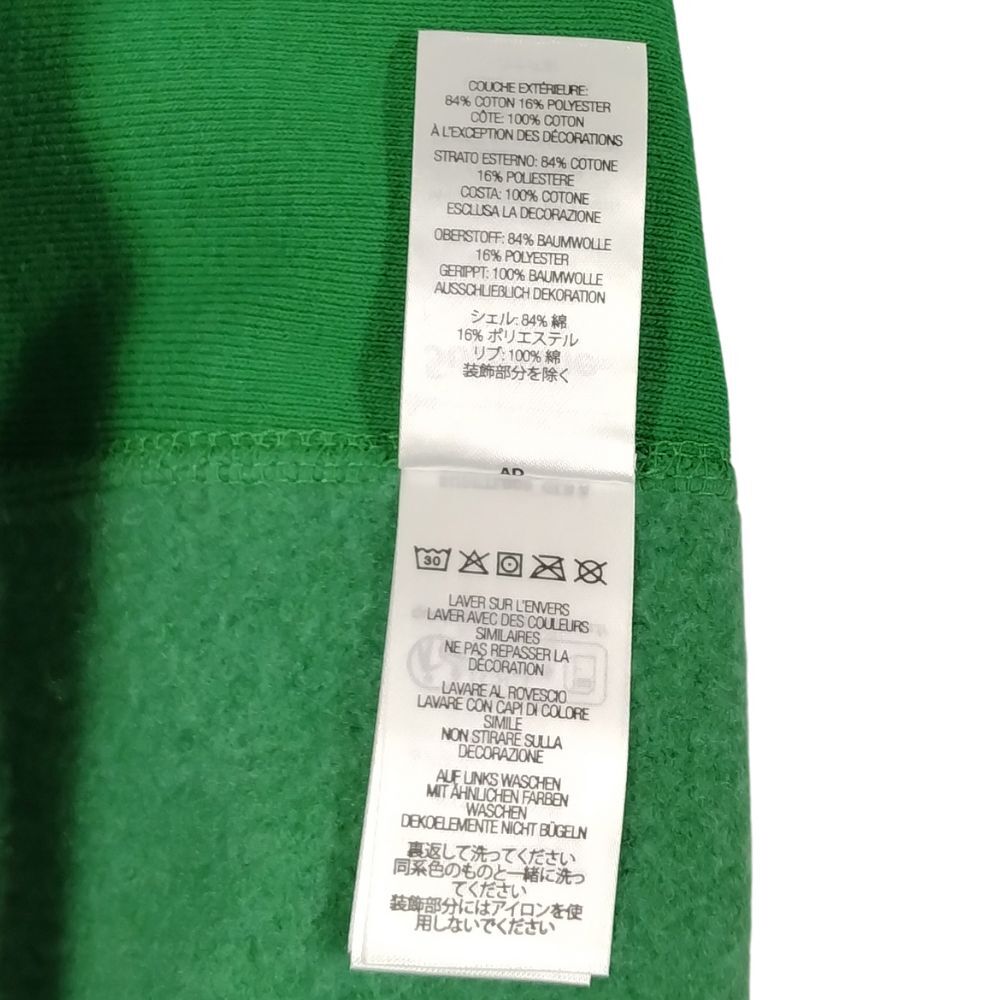 COUCHE EXTÉRIEURE:
84% COTON 16% POLYESTER
CÔTE: 100% COTON
À L'EXCEPTION DES DÉCORATIONS
STRATO ESTERNO: 84% COTONE
16% POLIESTERE
COSTA: 100% COTONE
ESCLUSA LA DECORAZIONE
OBERSTOFF: 84% BAUMWOLLE
16% POLYESTER
GERIPPT: 100% BAUMWOLLE
AUSSCHLIEßLICH DEKORATION
シェル: 84% 綿
16% ポリエステル
リブ: 100% 綿
装飾部分を除く
30
LAVER SUR L'ENVERS
LAVER AVEC DES COULEURS
SIMILAIRES
NE PAS REPASSER LA
DÉCORATION
LAVARE AL ROVESCIO
LAVARE CON CAPI DI COLORE
SIMILE
NON STIRARE SULLA
DECORAZIONE
AUF LINKS WASCHEN
MIT ÄHNLICHEN FARBEN
WASCHEN
DEKOELEMENTE NICHT BÜGELN
裏返して洗ってください
同系色のものと一緒に洗っ
てください
装飾部分にはアイロンを使
用しないでください